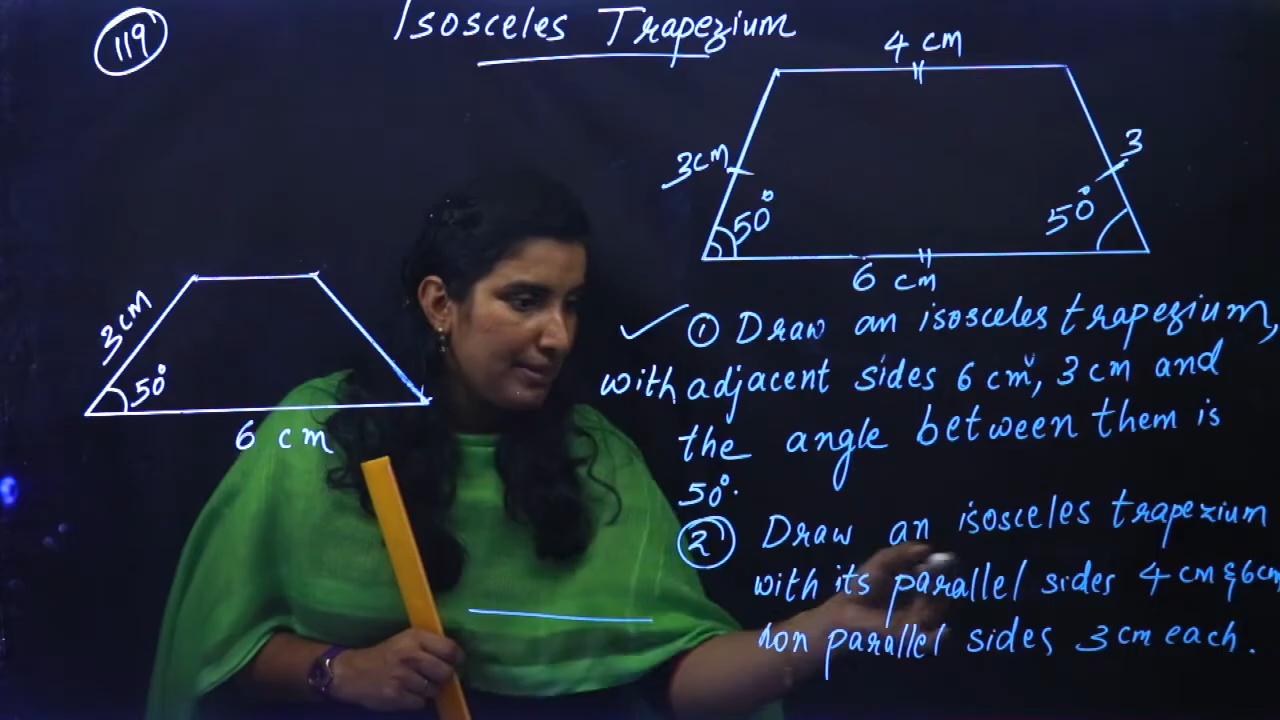 119
Isosceles Trapezium
4 cm
3cm
3
50°
50°
6 cm
3 cm
50°
6 cm
① Draw an isosceles trapezium,
with adjacent sides 6 cm, 3 cm and
the angle between them is
50°.
② Draw an isosceles trapezium
with its parallel sides 4 cm & 6cm
non parallel sides 3 cm each.